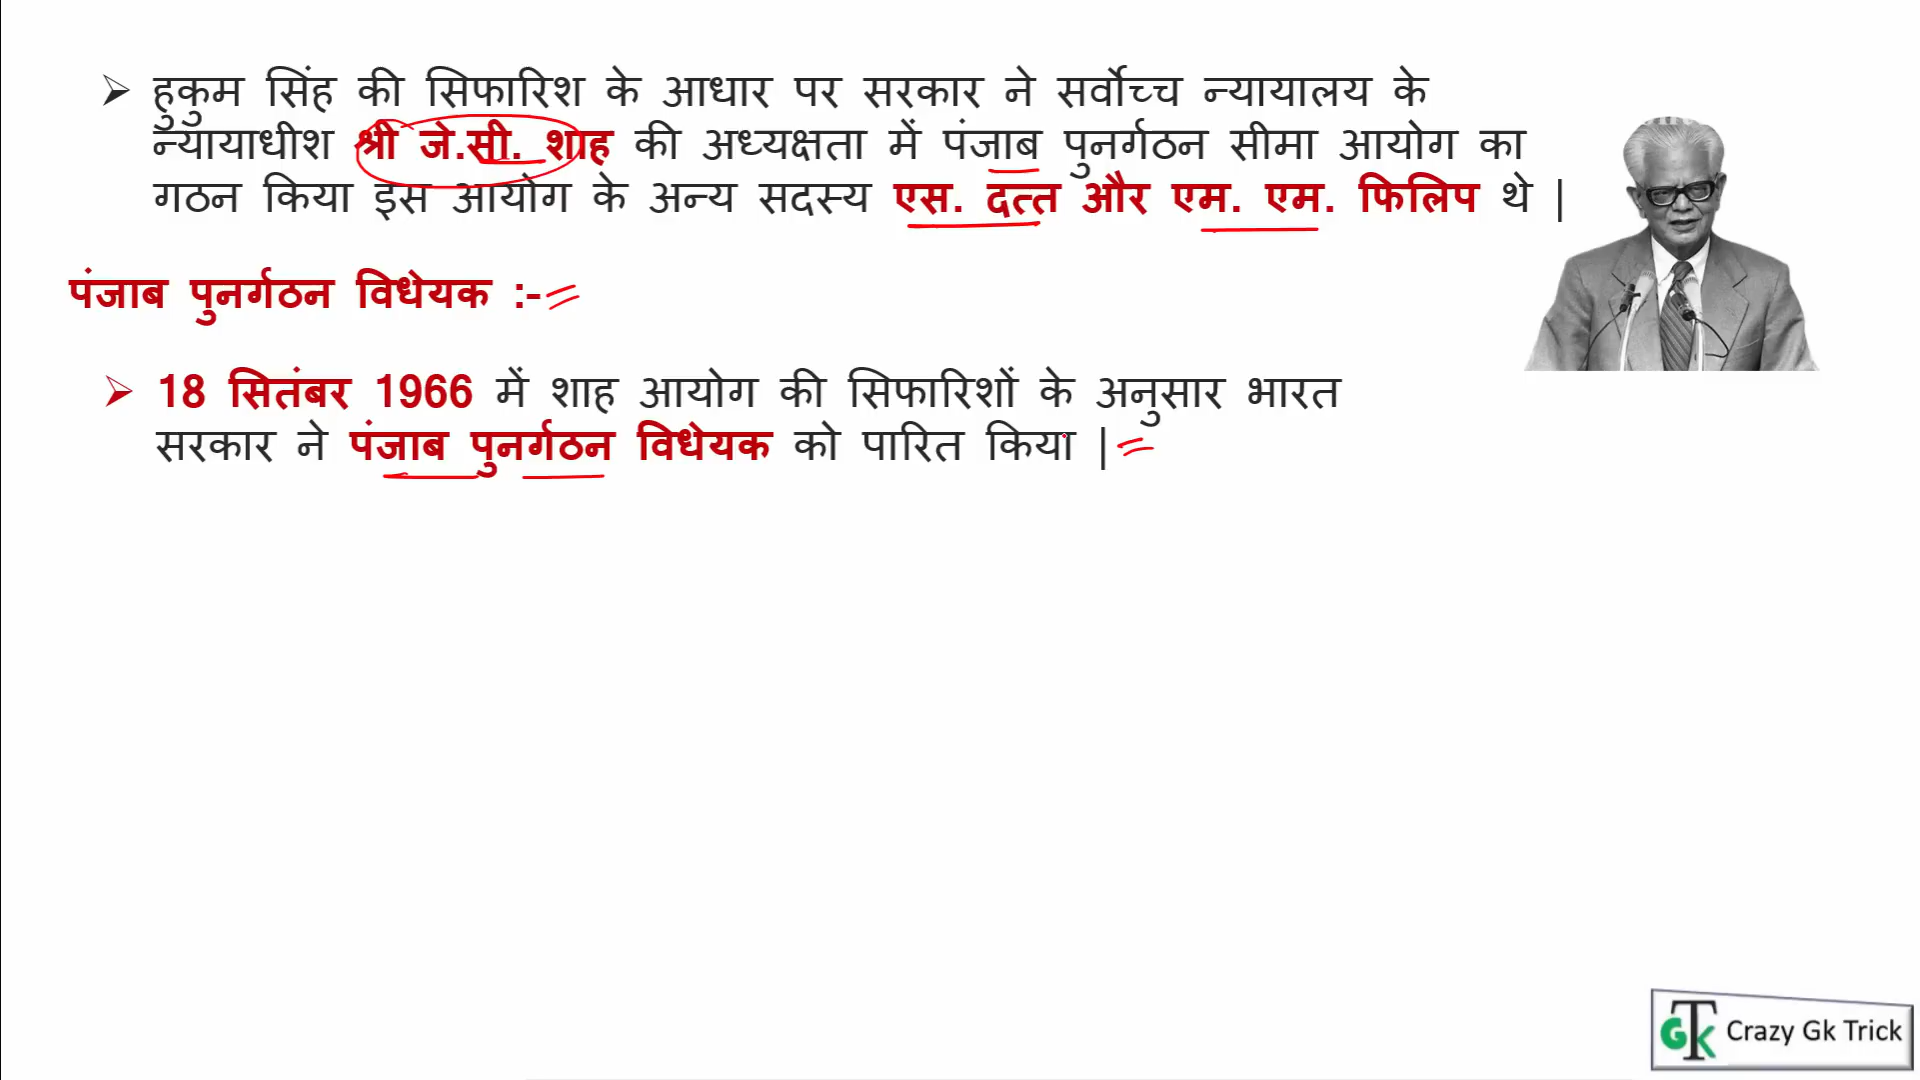 ➢ हुकुम सिंह की सिफारिश के आधार पर सरकार ने सर्वोच्च न्यायालय के
न्यायाधीश श्री जे.सी. शाह की अध्यक्षता में पंजाब पुनर्गठन सीमा आयोग का
गठन किया इस आयोग के अन्य सदस्य एस. दत्त और एम. एम. फिलिप थे |
पंजाब पुनर्गठन विधेयक :-
➢ 18 सितंबर 1966 में शाह आयोग की सिफारिशों के अनुसार भारत
सरकार ने पंजाब पुनर्गठन विधेयक को पारित किया |
GTK Crazy Gk Trick